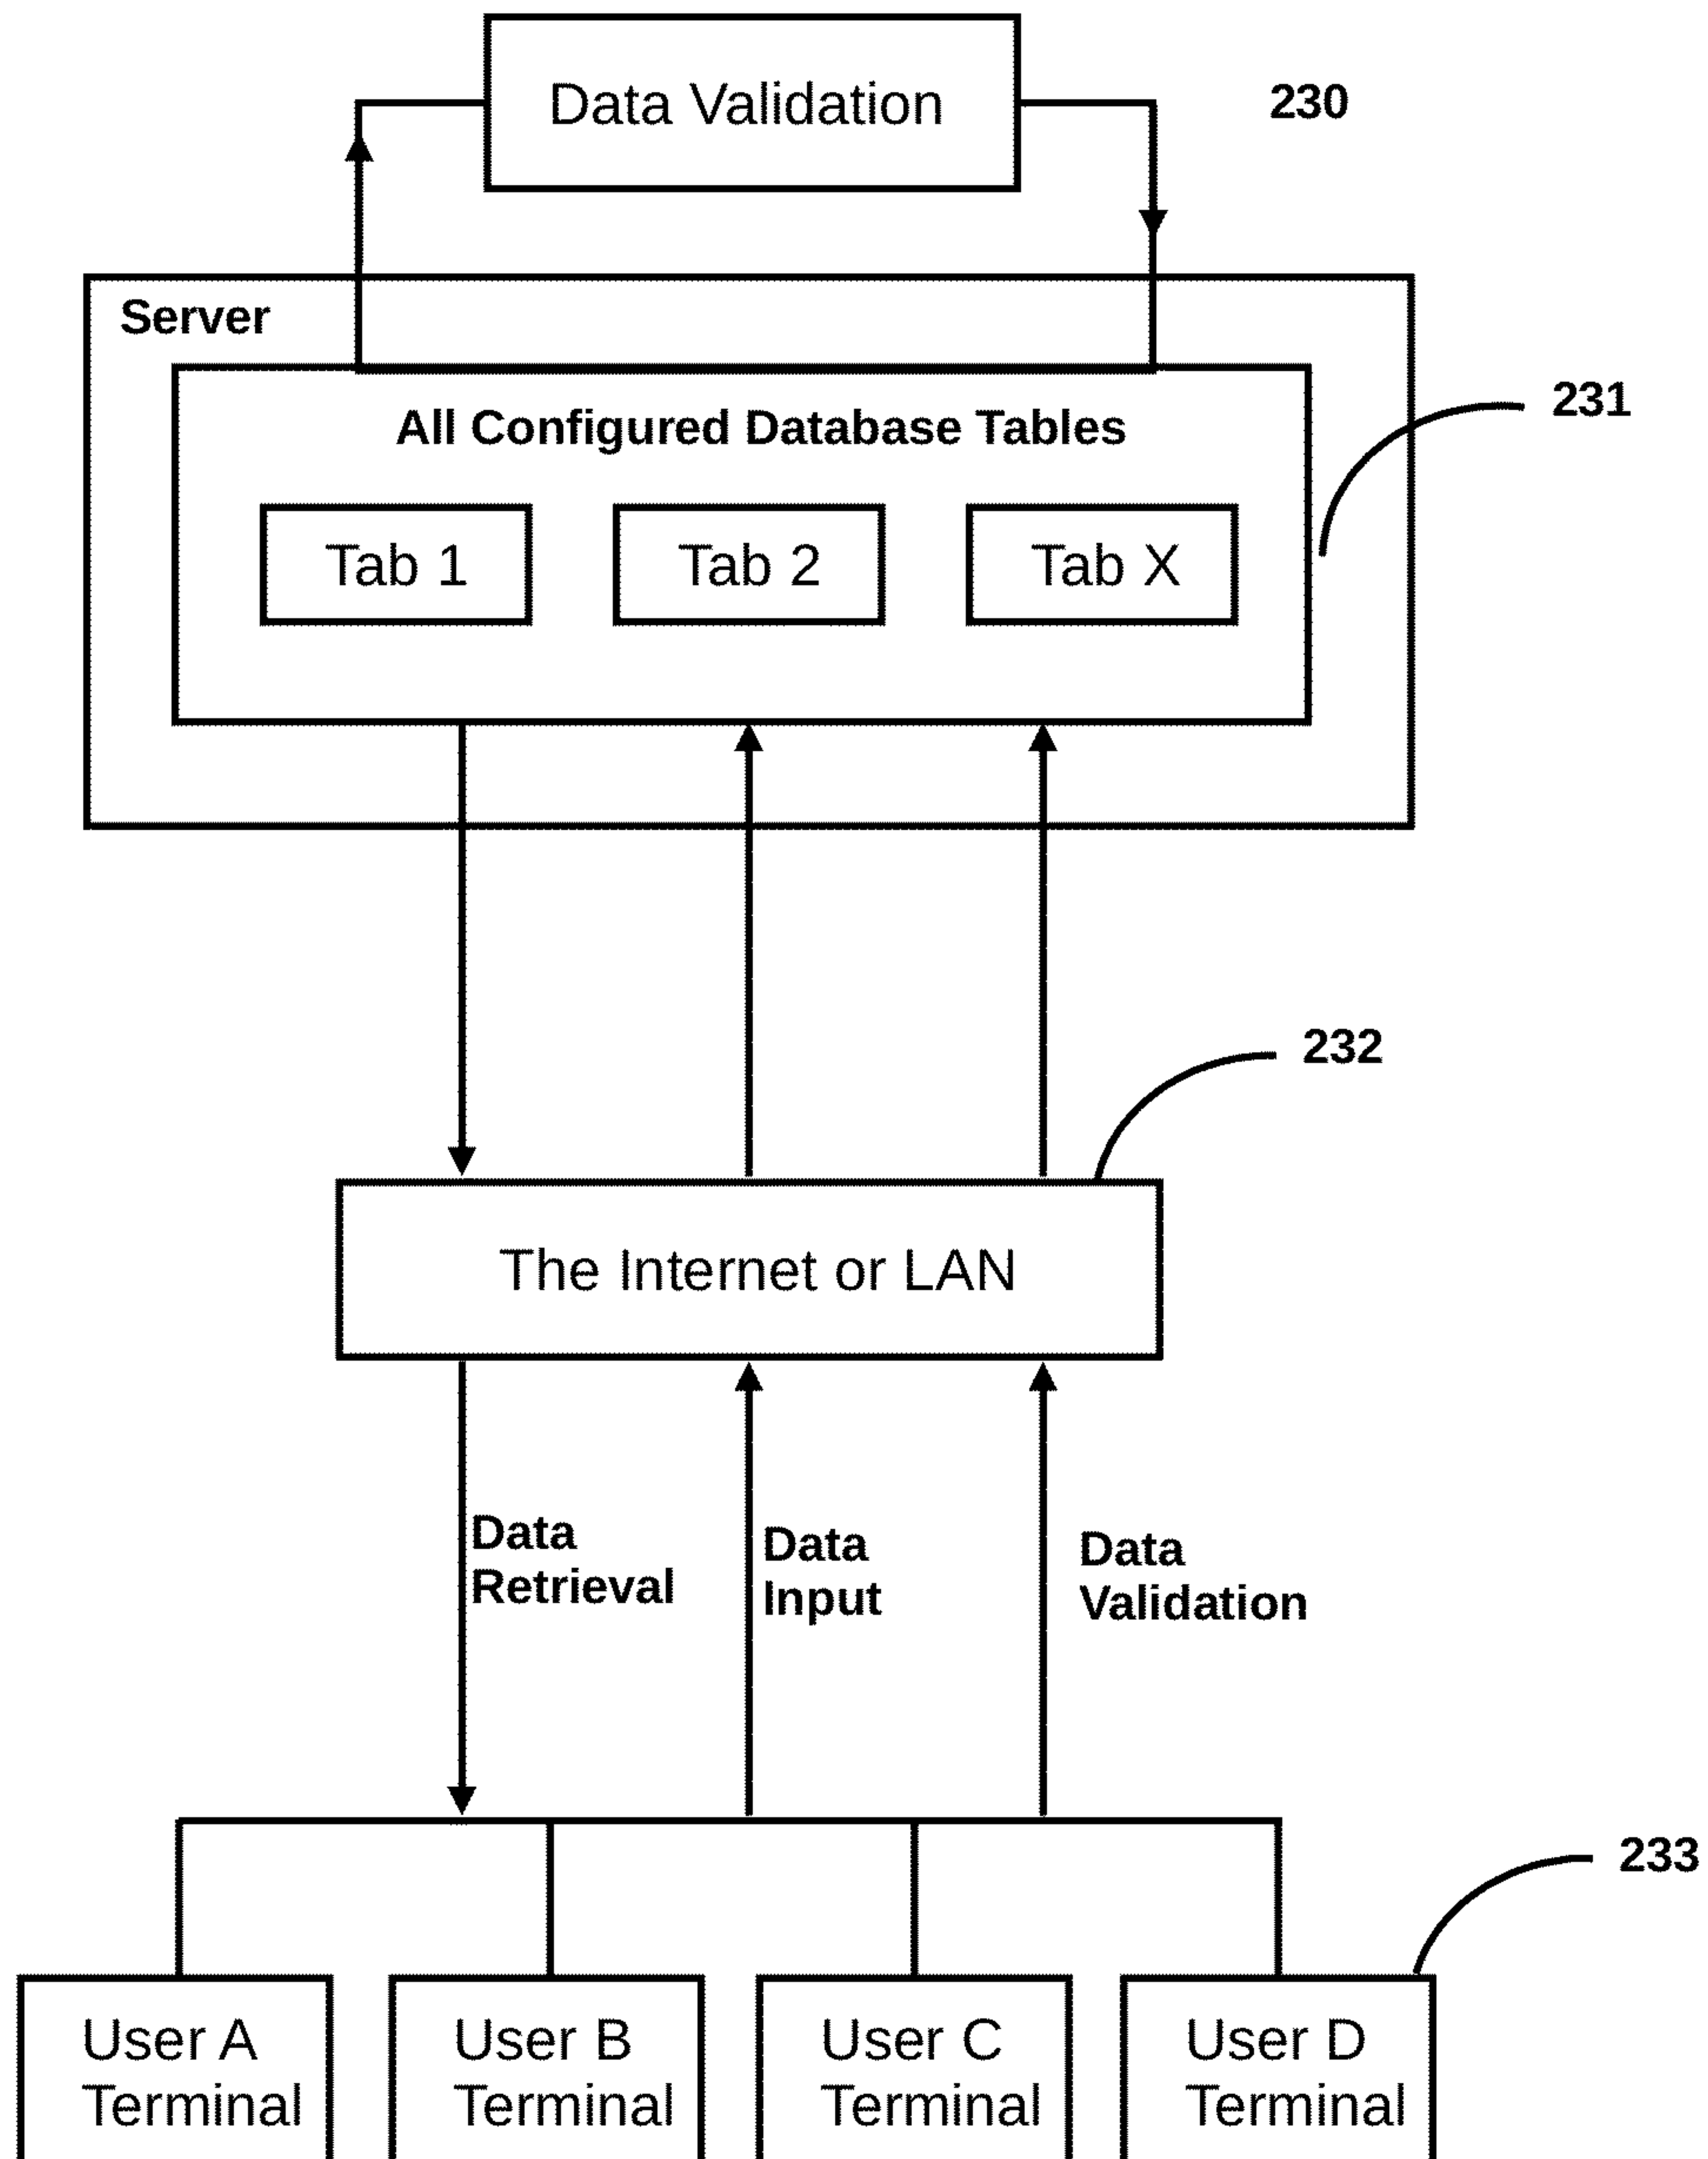 Data Validation
230
Server
231
All Configured Database Tables
Tab 1
Tab 2
Tab X
232
The Internet or LAN
Data
Retrieval
Data
Input
Data
Validation
233
User A
Terminal
User B
Terminal
User C
Terminal
User D
Terminal